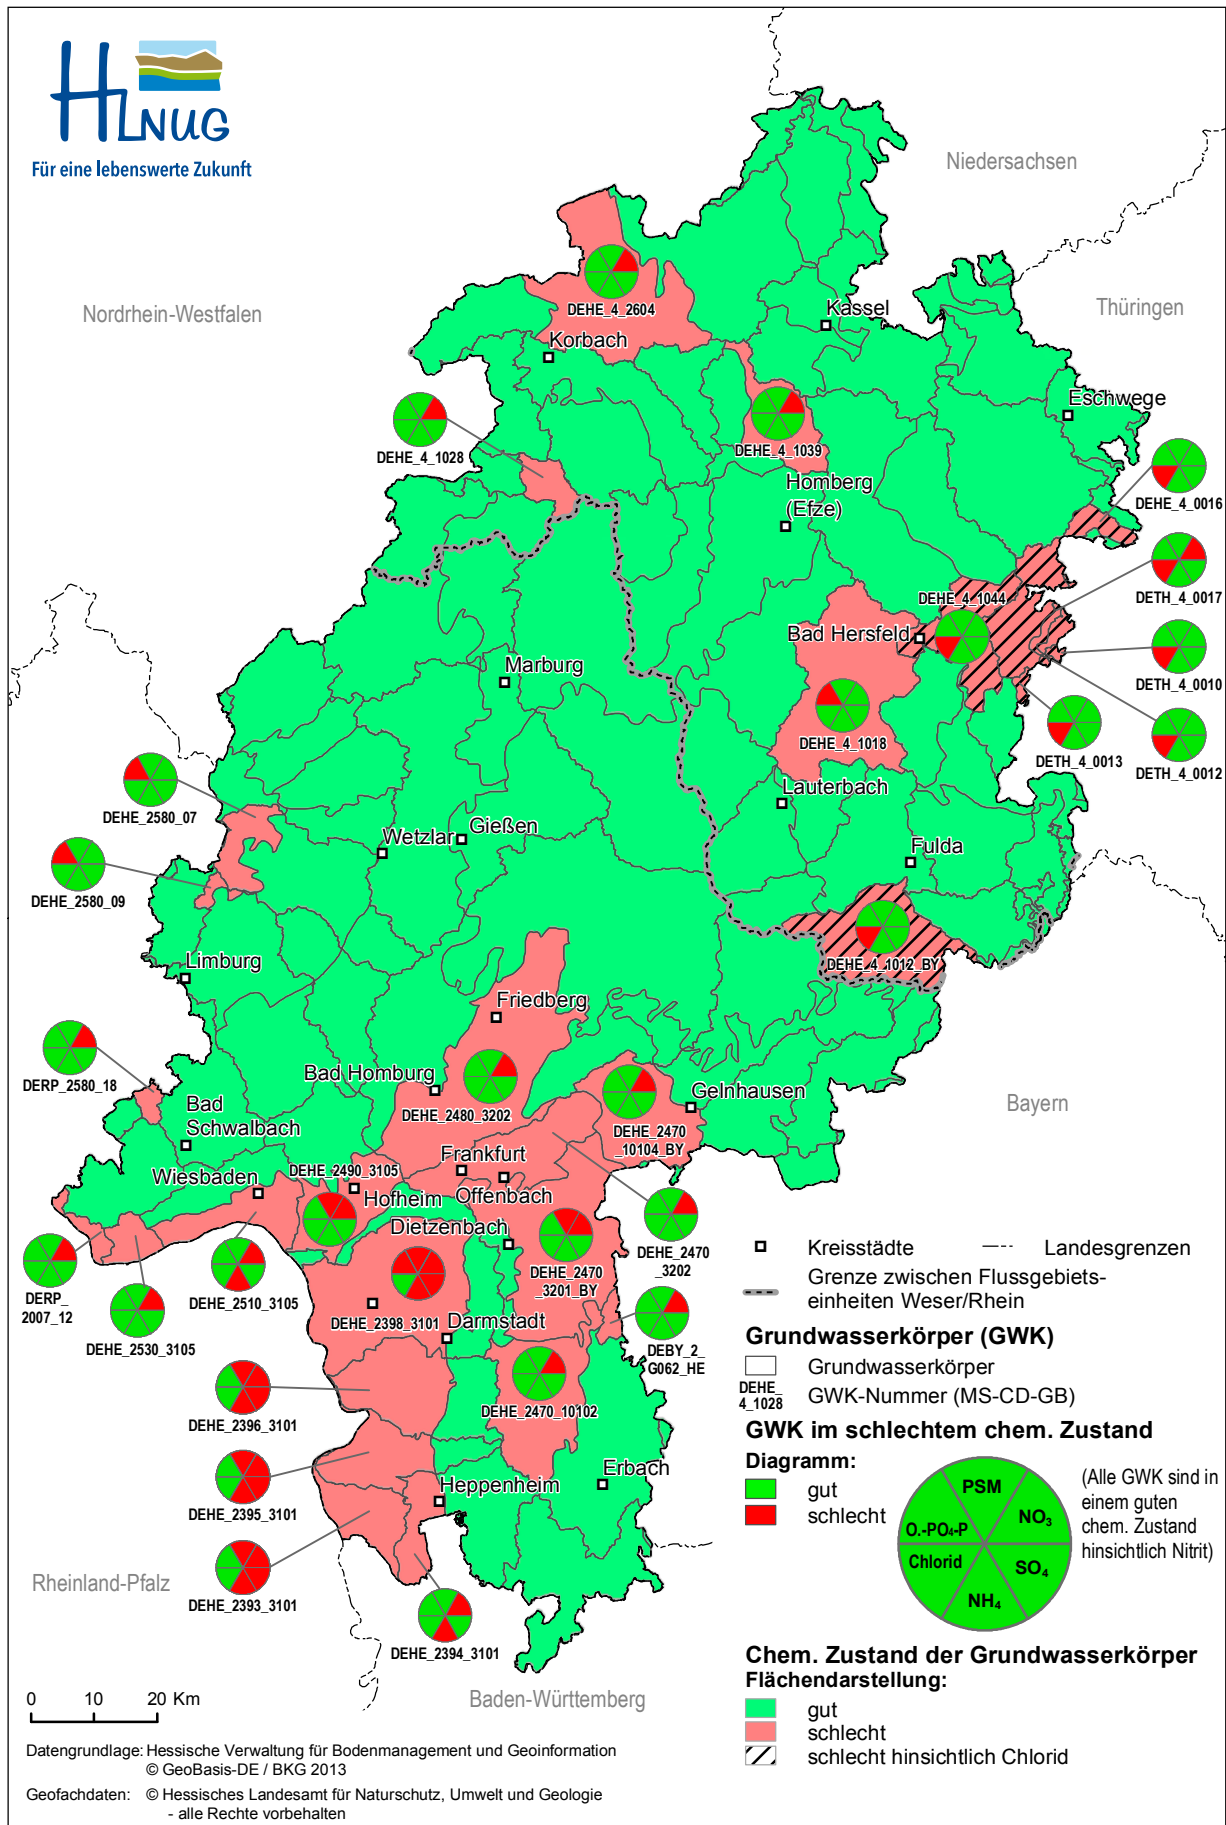 HLNUG
Für eine lebenswerte Zukunft
Niedersachsen
Nordrhein-Westfalen
Thüringen
DEHE_4_2604
Kassel
Korbach
Eschwege
DEHE_4_1028
DEHE_4_1039
Homberg
(Efze)
DEHE_4_0016
DETH_4_0017
DEHE_4_1044
Bad Hersfeld
Marburg
DETH_4_0010
DEHE_4_1018
DETH_4_0013
DETH_4_0012
Lauterbach
DEHE_2580_07
Gießen
Wetzlar
Fulda
DEHE_2580_09
Limburg
DEHE_4_1012_BY
Friedberg
DERP_2580_18
Bad Homburg
Gelnhausen
DEHE_2480_3202
Bayern
Bad
Schwalbach
DEHE_2470
_10104_BY
Frankfurt
DEHE_2490_3105
Wiesbaden
Hofheim
Offenbach
Dietzenbach
DEHE_2470
_3202
DEHE_2470
_3201_BY
DERP_
2007_12
DEHE_2510_3105
DEHE_2530_3105
DEHE_2398_3101
Darmstadt
DEBY_2_
G062_HE
DEHE_2396_3101
DEHE_2470_10102
Erbach
Heppenheim
DEHE_2395_3101
Rheinland-Pfalz
DEHE_2393_3101
DEHE_2394_3101
Baden-Württemberg
Kreisstädte
Landesgrenzen
Grenze zwischen Flussgebiets-
einheiten Weser/Rhein
Grundwasserkörper (GWK)
Grundwasserkörper
DEHE_
4_1028
GWK-Nummer (MS-CD-GB)
GWK im schlechtem chem. Zustand
Diagramm:
gut
schlecht
PSM
NO₃
SO₄
NH₄
Chlorid
O.-PO₄-P
(Alle GWK sind in
einem guten
chem. Zustand
hinsichtlich Nitrit)
Chem. Zustand der Grundwasserkörper
Flächendarstellung:
gut
schlecht
schlecht hinsichtlich Chlorid
0 10 20 Km
Datengrundlage: Hessische Verwaltung für Bodenmanagement und Geoinformation
© GeoBasis-DE / BKG 2013
Geofachdaten: © Hessisches Landesamt für Naturschutz, Umwelt und Geologie
- alle Rechte vorbehalten